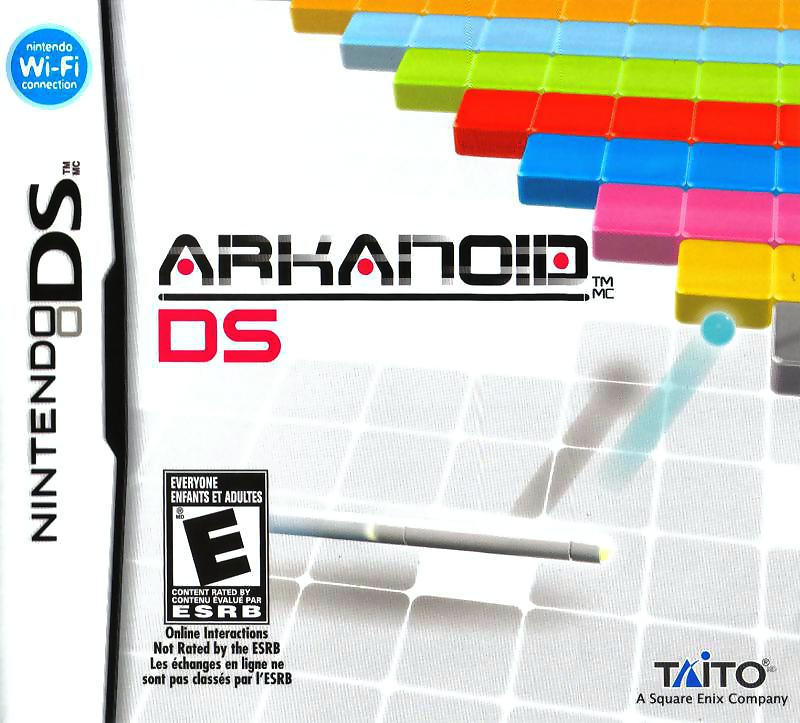 nintendo
Wi-Fi
connection
NINTENDO DS
TM
MC
ARKANOID
TM
MC
DS
EVERYONE
ENFANTS ET ADULTES
E
®
MD
CONTENT RATED BY
CONTENU ÉVALUÉ PAR
ESRB
Online Interactions
Not Rated by the ESRB
Les échanges en ligne ne
sont pas classés par l'ESRB
TAITO®
A Square Enix Company